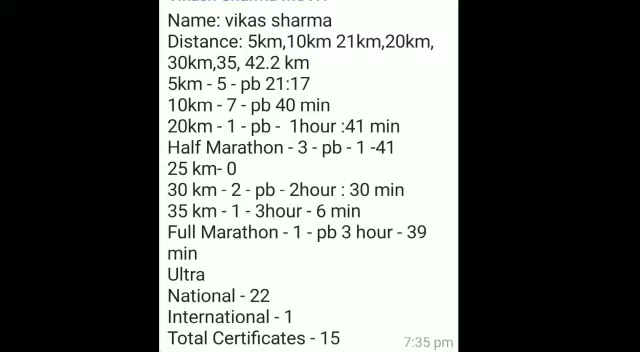 Name: vikas sharma
Distance: 5km,10km 21km,20km,
30km,35, 42.2 km
5km - 5 - pb 21:17
10km - 7 - pb 40 min
20km - 1 - pb -  1hour :41 min
Half Marathon - 3 - pb - 1 -41
25 km- 0
30 km - 2 - pb - 2hour : 30 min
35 km - 1 - 3hour - 6 min
Full Marathon - 1 - pb 3 hour - 39
min
Ultra
National - 22
International - 1
Total Certificates - 15
7:35 pm